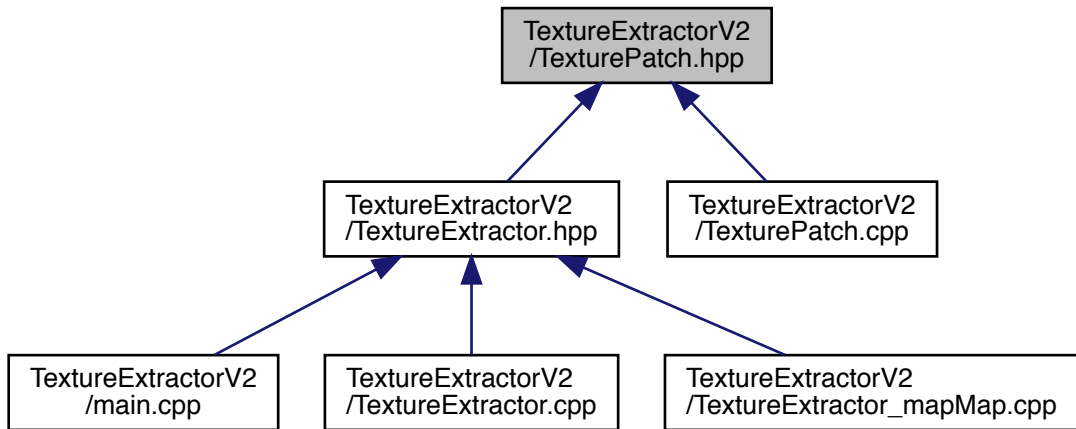 TextureExtractorV2
/TexturePatch.hpp
TextureExtractorV2
/TextureExtractor.hpp
TextureExtractorV2
/TexturePatch.cpp
TextureExtractorV2
/main.cpp
TextureExtractorV2
/TextureExtractor.cpp
TextureExtractorV2
/TextureExtractor_mapMap.cpp